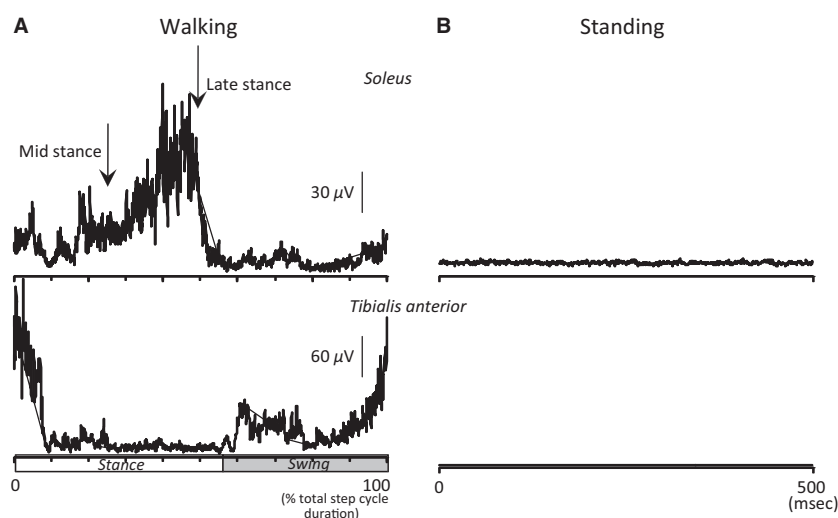 A
Walking
B
Standing
Soleus
Late stance
Mid stance
30 µV
Tibialis anterior
60 µV
Stance
Swing
0
100
(% total step cycle
duration)
0
500
(msec)